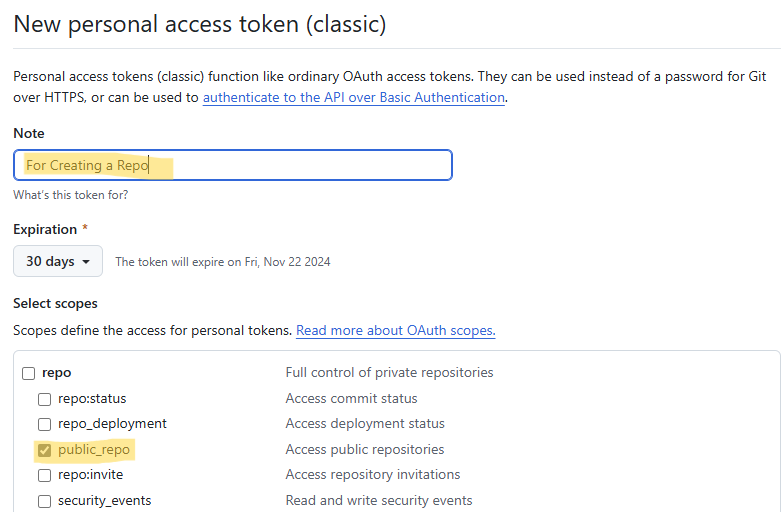 New personal access token (classic)
Personal access tokens (classic) function like ordinary OAuth access tokens. They can be used instead of a password for Git
over HTTPS, or can be used to authenticate to the API over Basic Authentication.
Note
For Creating a Repo
What's this token for?
Expiration *
30 days The token will expire on Fri, Nov 22 2024
Select scopes
Scopes define the access for personal tokens. Read more about OAuth scopes.
repo Full control of private repositories
repo:status Access commit status
repo_deployment Access deployment status
public_repo Access public repositories
repo:invite Access repository invitations
security_events Read and write security events